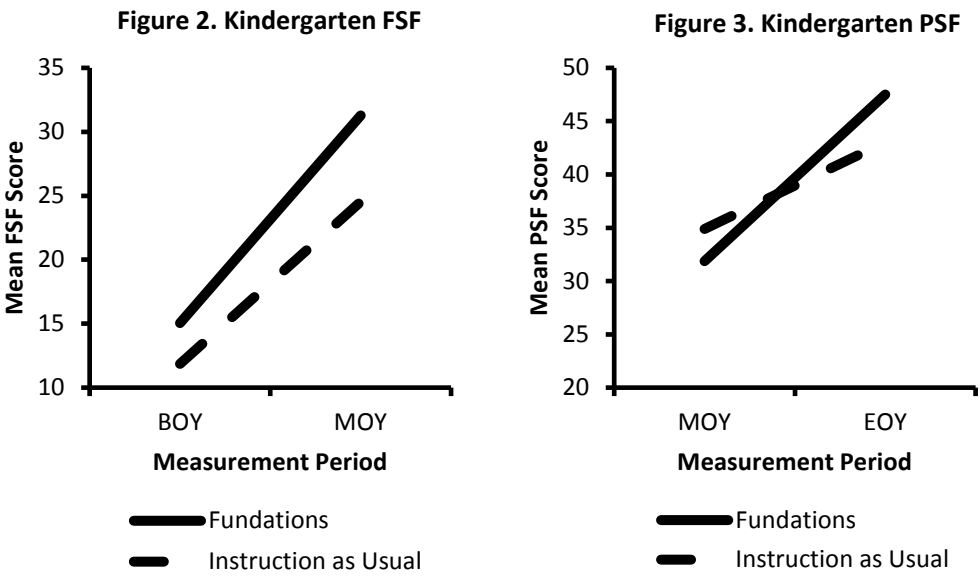 Figure 2. Kindergarten FSF
35
30
25
20
15
10
Mean FSF Score
BOY MOY
Measurement Period
Fundations
Instruction as Usual
Figure 3. Kindergarten PSF
50
45
40
35
30
25
20
Mean PSF Score
MOY EOY
Measurement Period
Fundations
Instruction as Usual